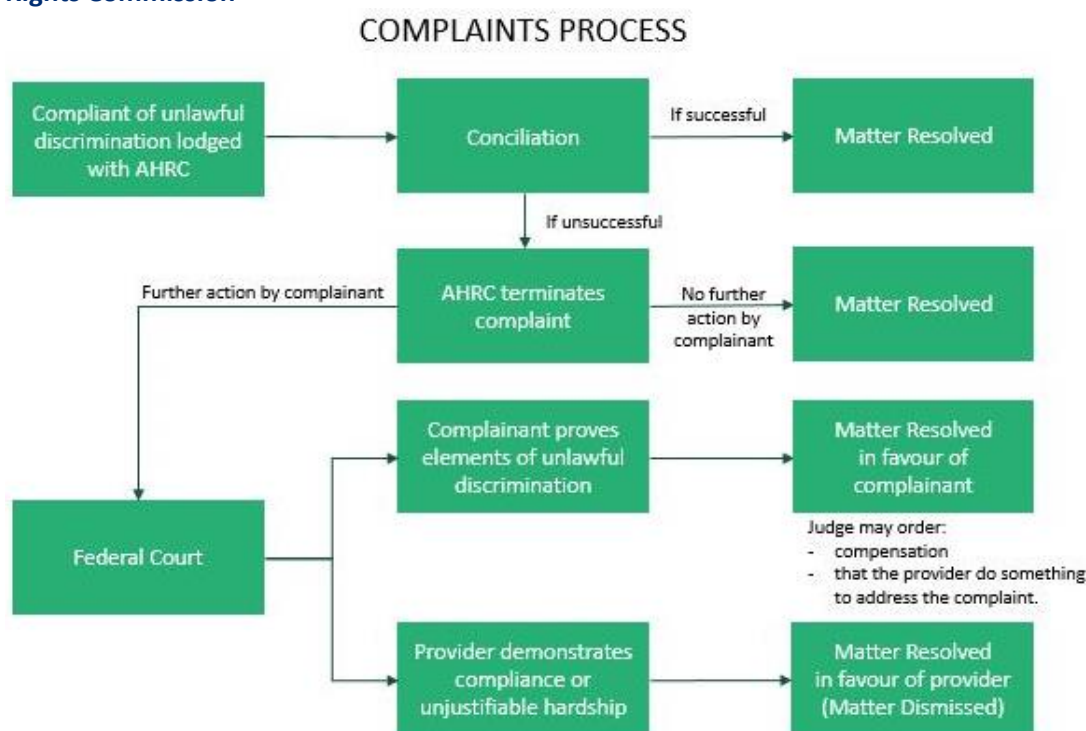 Rights Commission
COMPLAINTS PROCESS
Compliant of unlawful
discrimination lodged
with AHRC
Conciliation
If successful
Matter Resolved
If unsuccessful
Further action by complainant
AHRC terminates
complaint
No further
action by
complainant
Matter Resolved
Complainant proves
elements of unlawful
discrimination
Matter Resolved
in favour of
complainant
Judge may order:
- compensation
- that the provider do something
to address the complaint.
Federal Court
Provider demonstrates
compliance or
unjustifiable hardship
Matter Resolved
in favour of provider
(Matter Dismissed)